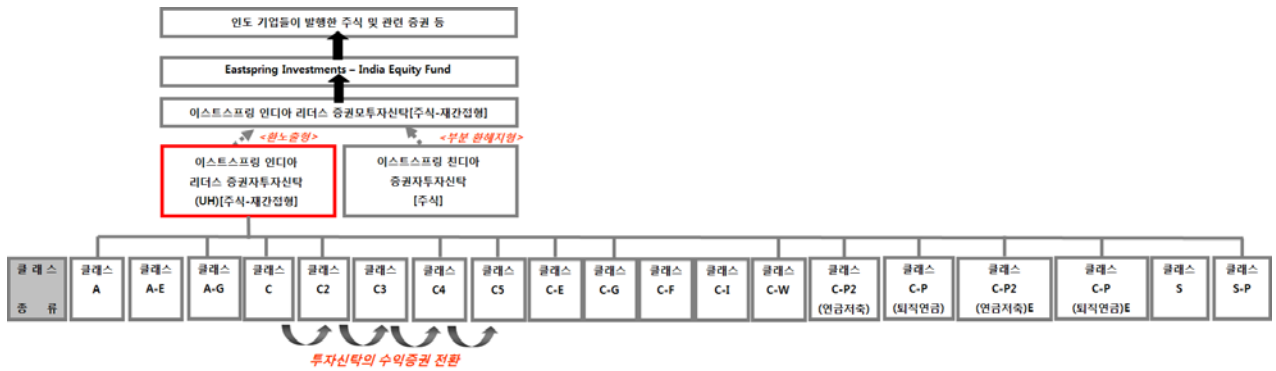 인도 기업들이 발행한 주식 및 관련 증권 등
Eastspring Investments – India Equity Fund
이스트스프링 인디아 리더스 증권모투자신탁[주식-재간접형]
<환노출형>
<부분 환헤지형>
이스트스프링 인디아
리더스 증권자투자신탁
(UH)[주식-재간접형]
이스트스프링 친디아
증권자투자신탁
[주식]
클 래 스
종 류
클래스
A
클래스
A-E
클래스
A-G
클래스
C
클래스
C2
클래스
C3
클래스
C4
클래스
C5
클래스
C-E
클래스
C-G
클래스
C-F
클래스
C-I
클래스
C-W
클래스
C-P2
(연금저축)
클래스
C-P
(퇴직연금)
클래스
C-P2
(연금저축)E
클래스
C-P
(퇴직연금)E
클래스
S
클래스
S-P
투자신탁의 수익증권 전환